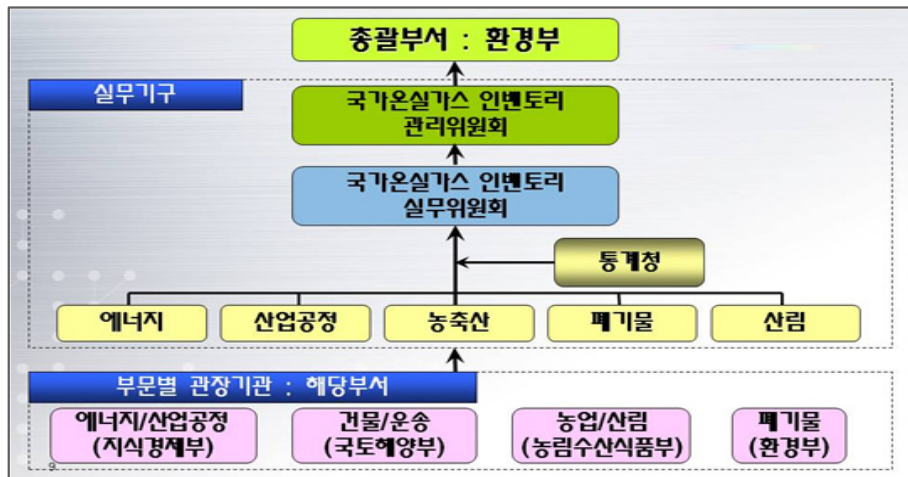 총괄부서 : 환경부
실무기구
국가온실가스 인벤토리
관리위원회
국가온실가스 인벤토리
실무위원회
통계청
에너지
산업공정
농축산
폐기물
산림
부문별 관장기관 : 해당부서
에너지/산업공정
(지식경제부)
건물/운송
(국토해양부)
농업/산림
(농림수산식품부)
폐기물
(환경부)
9